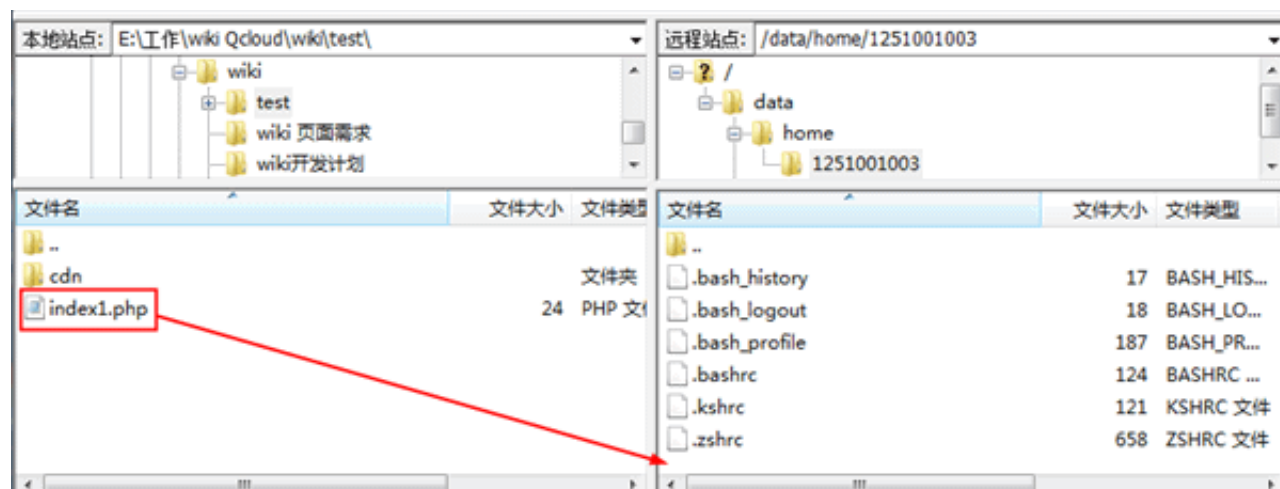 本地站点: E:\工作\wiki Qcloud\wiki\test\
wiki
test
wiki 页面需求
wiki开发计划
文件名 文件大小 文件类型
..
cdn 文件夹
index1.php 24 PHP 文件
远程站点: /data/home/1251001003
? /
data
home
1251001003
文件名 文件大小 文件类型
..
.bash_history 17 BASH_HIS...
.bash_logout 18 BASH_LO...
.bash_profile 187 BASH_PR...
.bashrc 124 BASHRC ...
.kshrc 121 KSHRC 文件
.zshrc 658 ZSHRC 文件